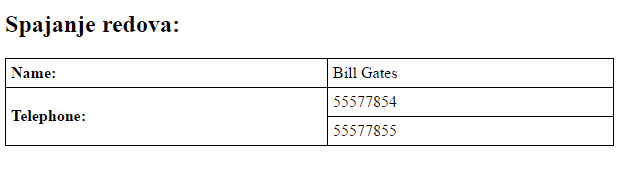 Spajanje redova:
Name: Bill Gates
Telephone: 55577854
55577855